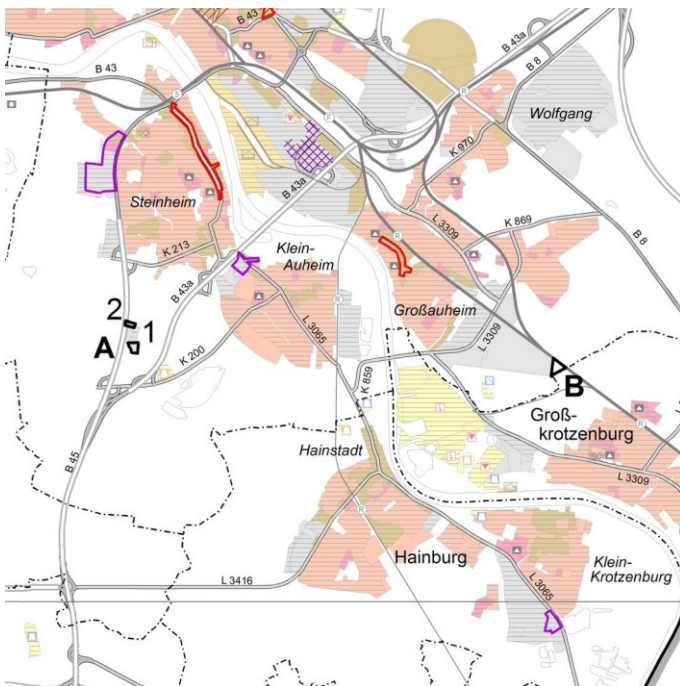 B 43
B 43a
B 8
B 43
S
F
R
Wolfgang
K 970
SO
Steinheim
B 43a
L 3309
K 869
B 8
R
K 213
Klein-
Auheim
B 43a
R
Großauheim
2
1
A
L 3065
L 3309
K 200
K 859
B
Groß-
krotzenburg
R
B 45
Hainstadt
L 3309
R
Hainburg
Klein-
Krotzenburg
L 3416
L 3065